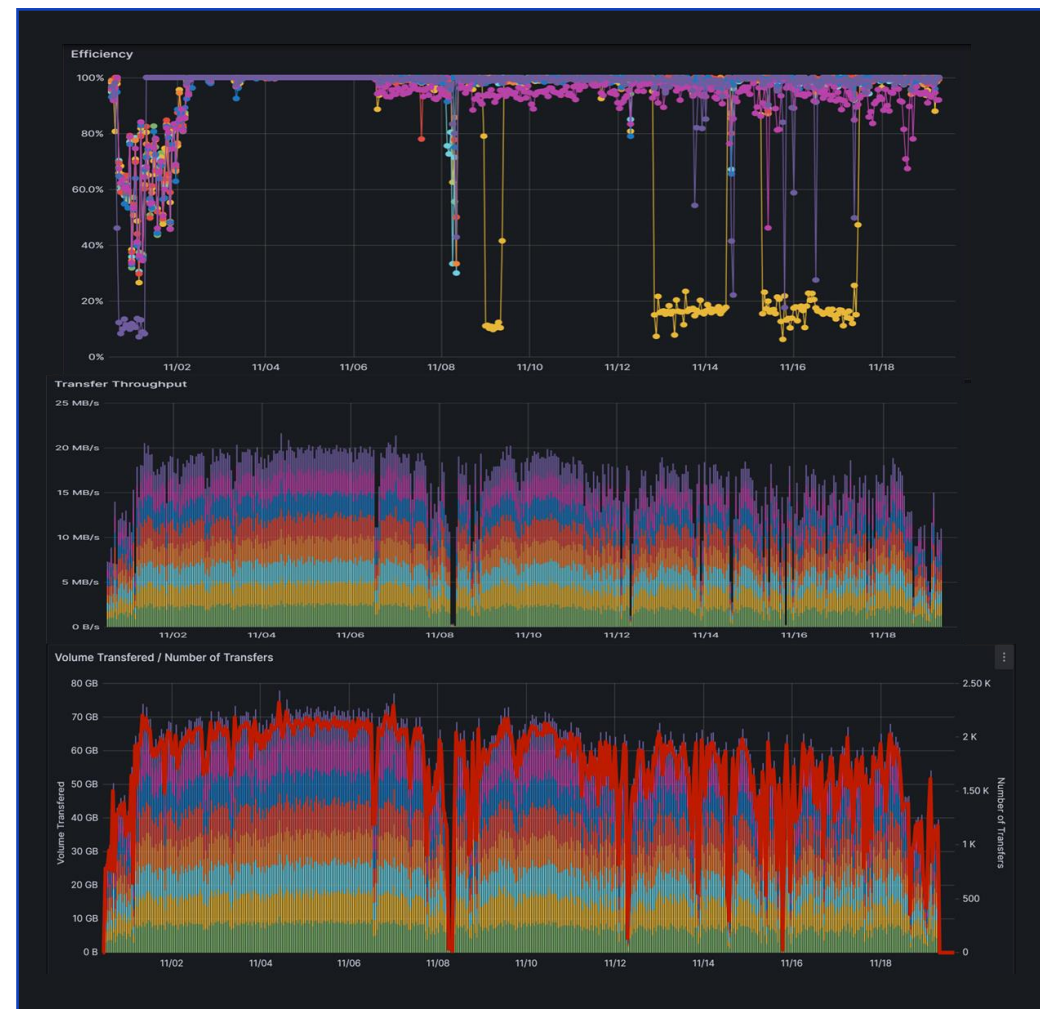 Efficiency
100%
80%
60.0%
40%
20%
0%
11/02 11/04 11/06 11/08 11/10 11/12 11/14 11/16 11/18
Transfer Throughput
25 MB/s
20 MB/s
15 MB/s
10 MB/s
5 MB/s
0 B/s
11/02 11/04 11/06 11/08 11/10 11/12 11/14 11/16 11/18
Volume Transfered / Number of Transfers
80 GB 2.50 K
70 GB
60 GB 2 K
50 GB 1.50 K
40 GB
30 GB 1 K
20 GB 500
10 GB
0 B 0
Volume Transfered
Number of Transfers
11/02 11/04 11/06 11/08 11/10 11/12 11/14 11/16 11/18